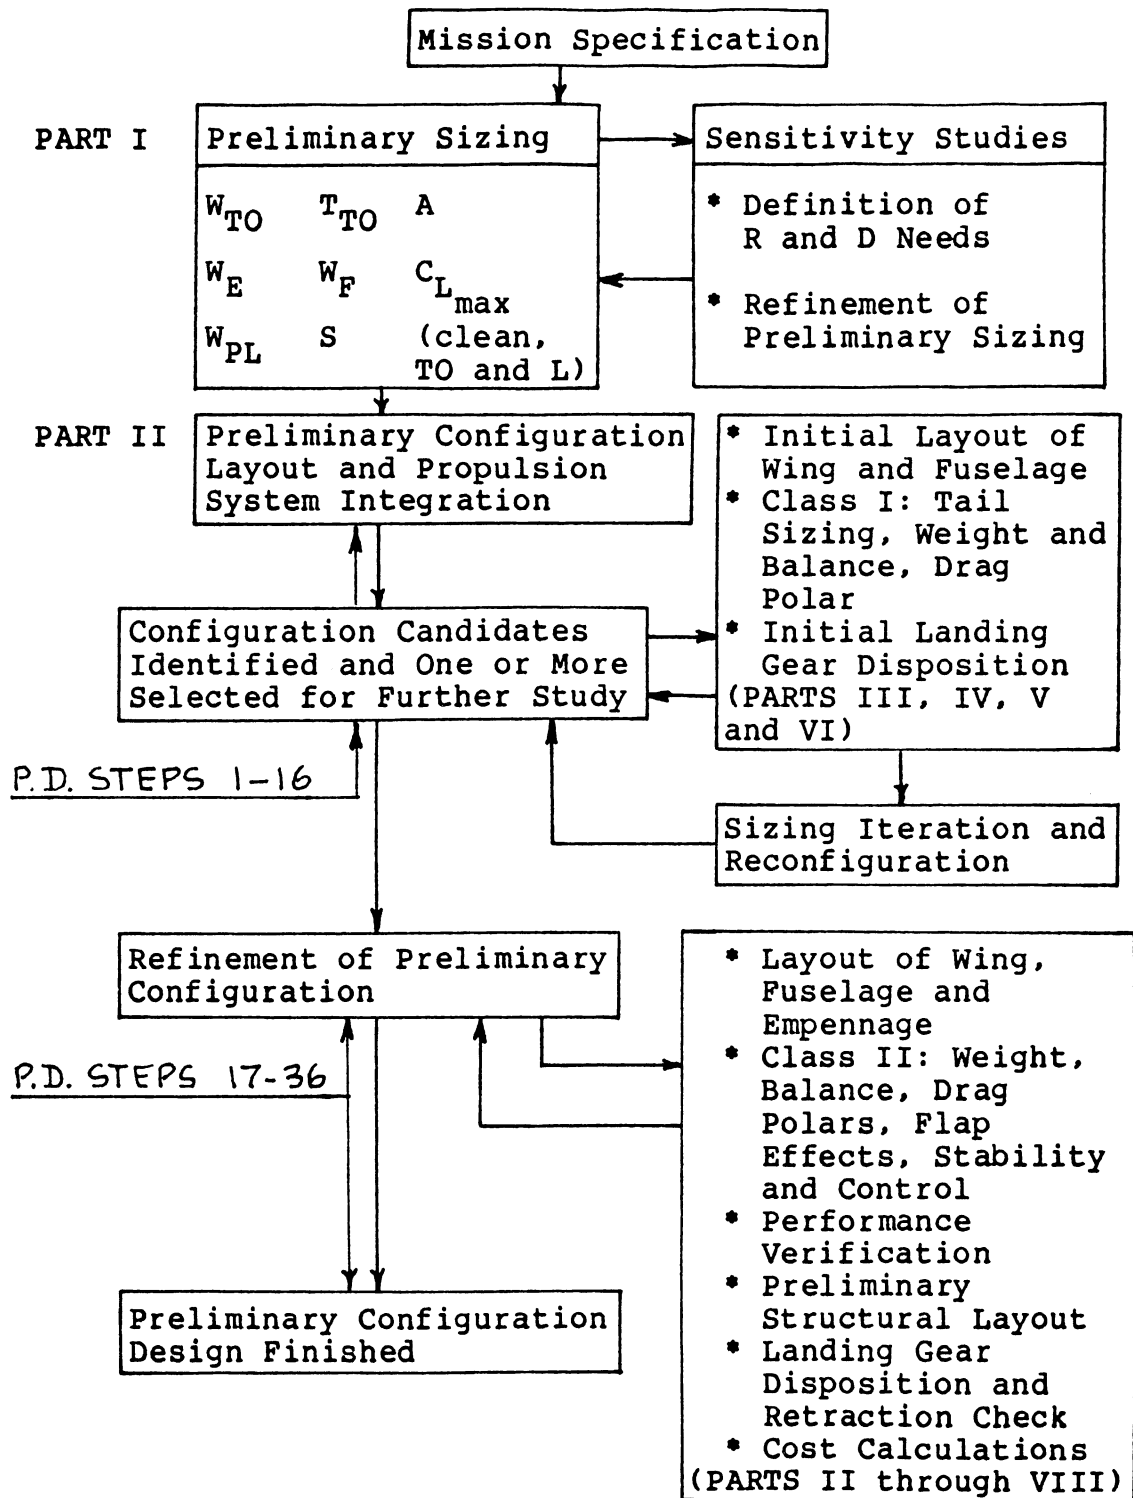 Mission Specification
PART I
Preliminary Sizing
W_TO T_TO A
W_E W_F C_L_max
W_PL S (clean,
TO and L)
Sensitivity Studies
* Definition of
R and D Needs
* Refinement of
Preliminary Sizing
PART II
Preliminary Configuration
Layout and Propulsion
System Integration
* Initial Layout of
Wing and Fuselage
* Class I: Tail
Sizing, Weight and
Balance, Drag
Polar
* Initial Landing
Gear Disposition
(PARTS III, IV, V
and VI)
Configuration Candidates
Identified and One or More
Selected for Further Study
P.D. STEPS 1-16
Sizing Iteration and
Reconfiguration
Refinement of Preliminary
Configuration
P.D. STEPS 17-36
* Layout of Wing,
Fuselage and
Empennage
* Class II: Weight,
Balance, Drag
Polars, Flap
Effects, Stability
and Control
* Performance
Verification
* Preliminary
Structural Layout
* Landing Gear
Disposition and
Retraction Check
* Cost Calculations
(PARTS II through VIII)
Preliminary Configuration
Design Finished